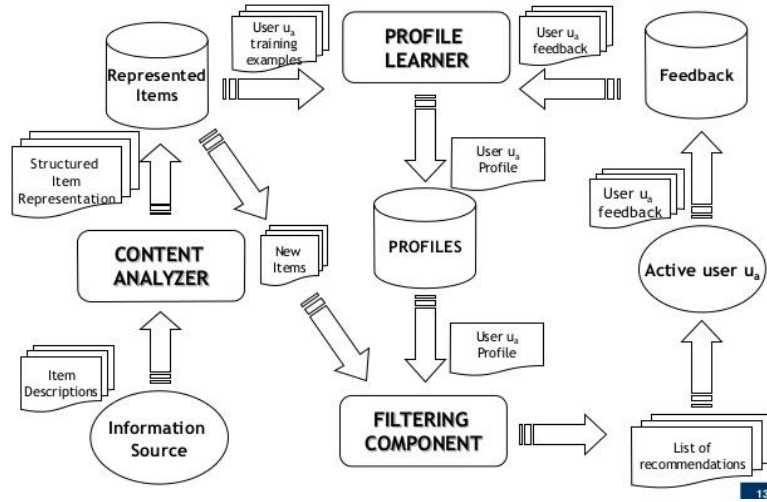 User uₐ
training
examples
PROFILE
LEARNER
User uₐ
feedback
Represented
Items
Feedback
Structured
Item
Representation
User uₐ
Profile
User uₐ
feedback
CONTENT
ANALYZER
New
Items
PROFILES
Active user uₐ
Item
Descriptions
User uₐ
Profile
Information
Source
FILTERING
COMPONENT
List of
recommendations
13